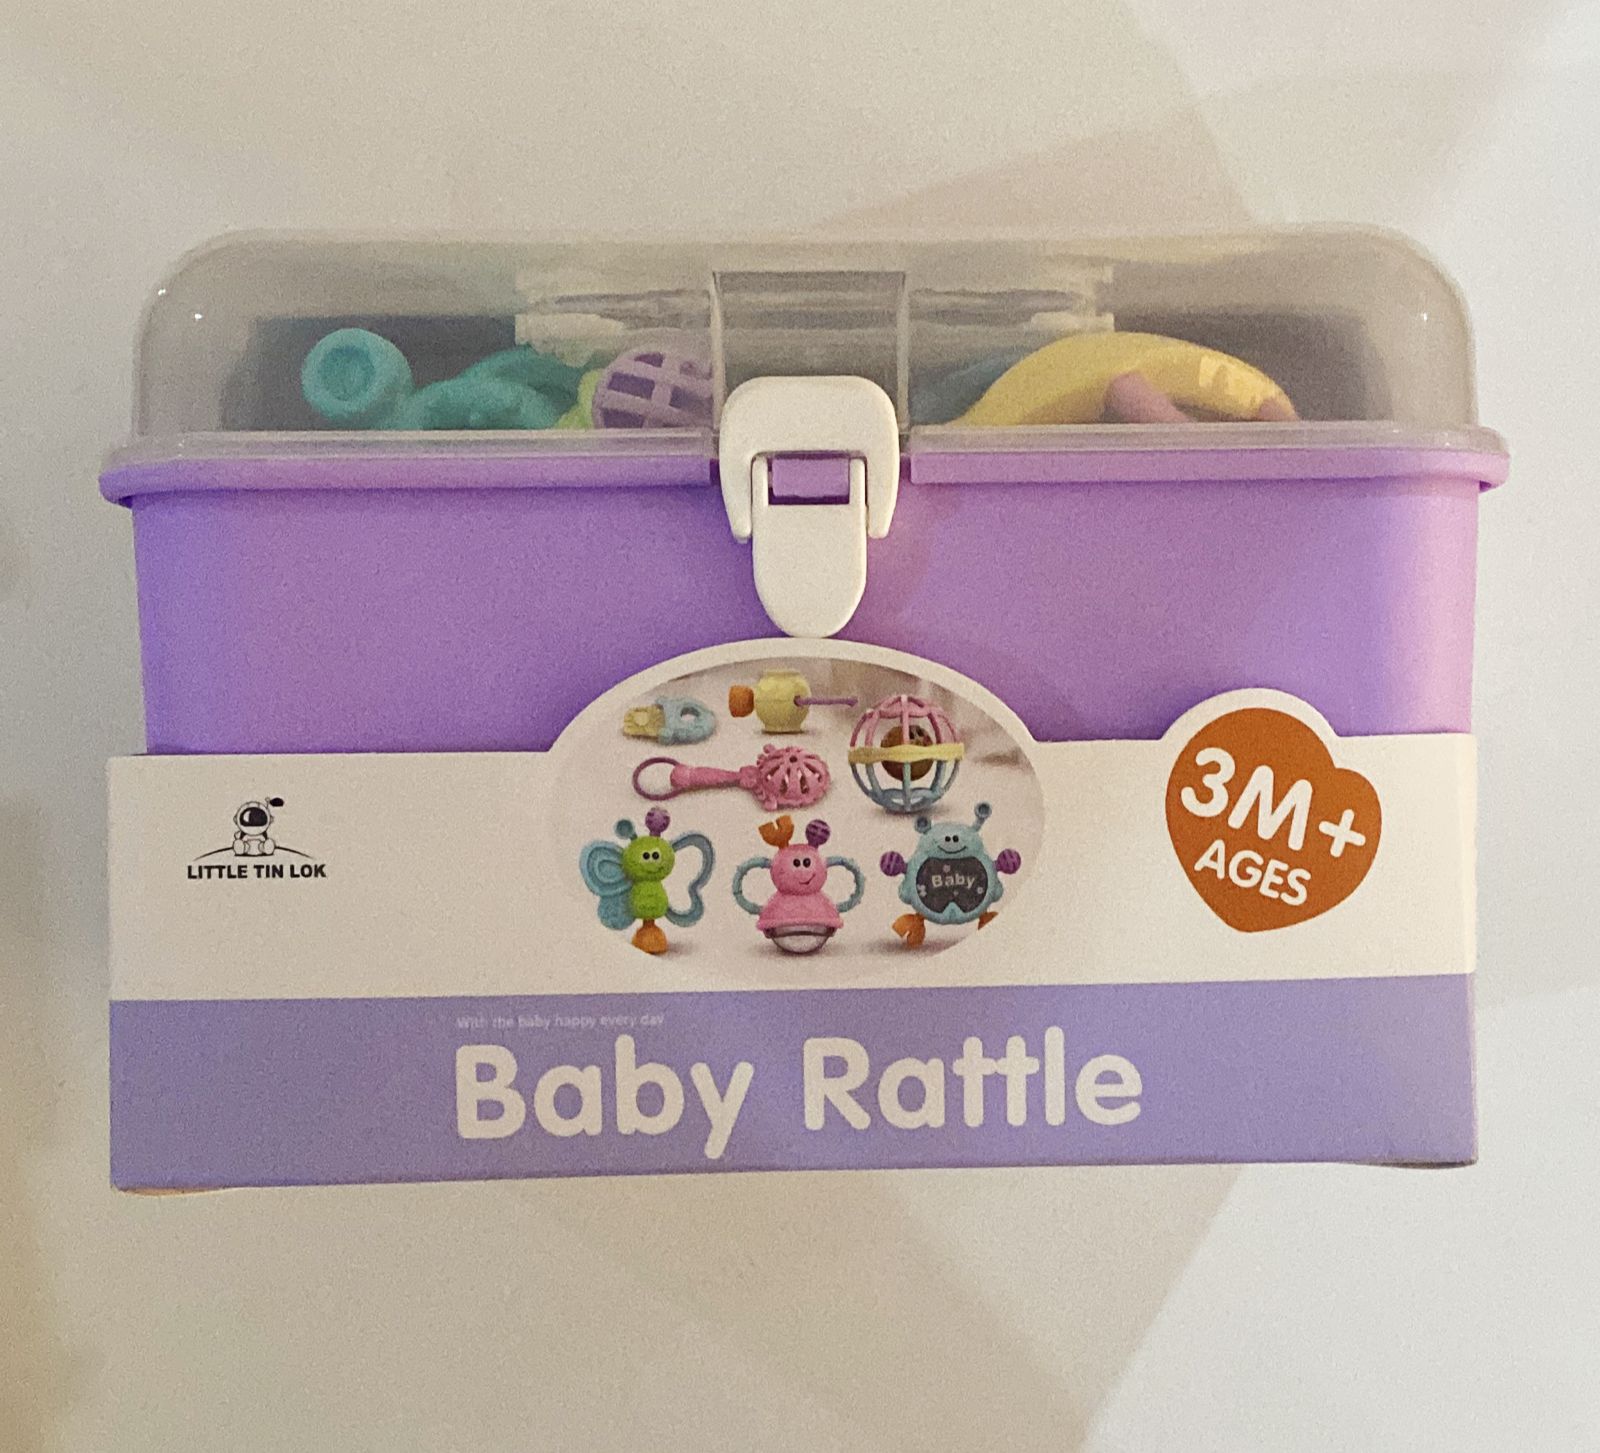 LITTLE TIN LOK
Baby
3M+
AGES
With the baby happy every day
Baby Rattle